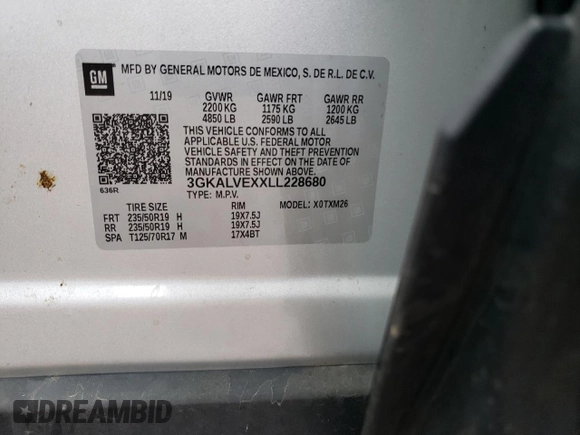 GM
MFD BY GENERAL MOTORS DE MEXICO, S. DE R.L. DE C.V.
11/19 GVWR GAWR FRT GAWR RR
2200 KG 1175 KG 1200 KG
4850 LB 2590 LB 2645 LB
THIS VEHICLE CONFORMS TO ALL
APPLICABLE U.S. FEDERAL MOTOR
VEHICLE SAFETY AND THEFT PREVENTION
STANDARDS IN EFFECT ON THE DATE OF
MANUFACTURE SHOWN ABOVE.
636R
3GKALVEXXLL228680
TYPE: M.P.V. MODEL: X0TXM26
TIRE SIZE RIM
FRT 235/50R19 H 19X7.5J
RR 235/50R19 H 19X7.5J
SPA T125/70R17 M 17X4BT
DREAMBID